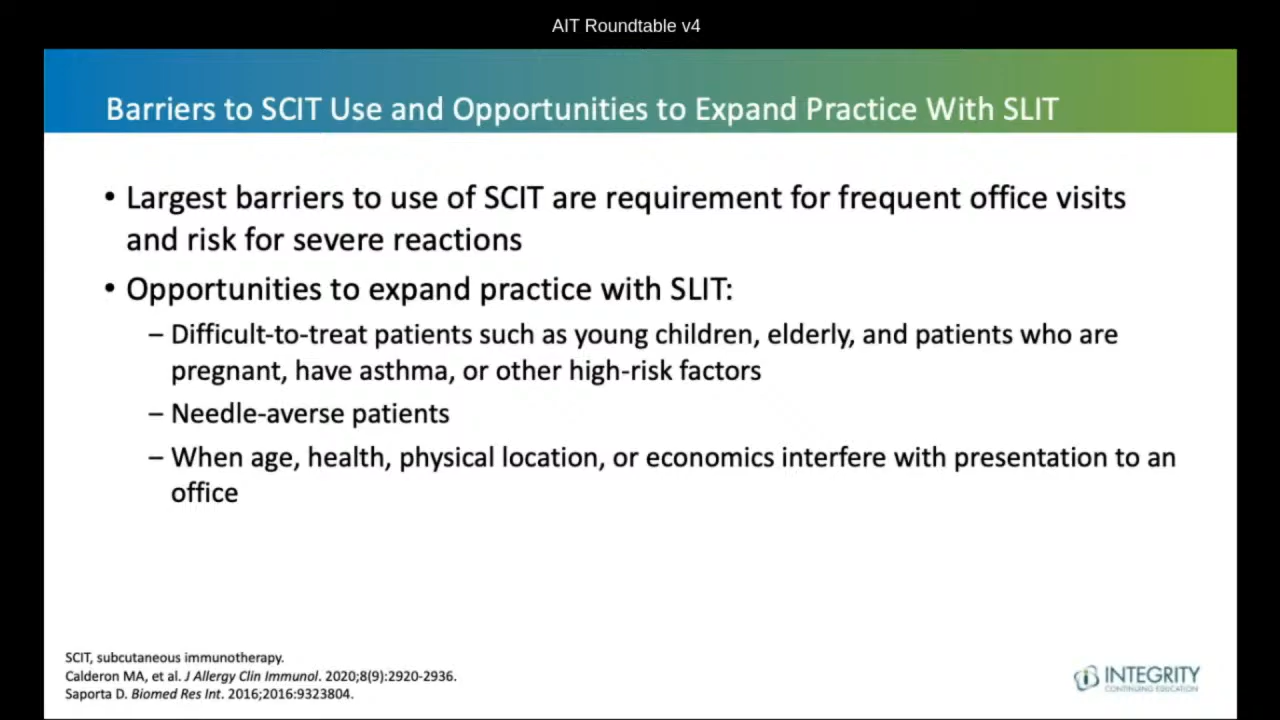 AIT Roundtable v4
Barriers to SCIT Use and Opportunities to Expand Practice With SLIT
• Largest barriers to use of SCIT are requirement for frequent office visits
and risk for severe reactions
• Opportunities to expand practice with SLIT:
– Difficult-to-treat patients such as young children, elderly, and patients who are
pregnant, have asthma, or other high-risk factors
– Needle-averse patients
– When age, health, physical location, or economics interfere with presentation to an
office
SCIT, subcutaneous immunotherapy.
Calderon MA, et al. J Allergy Clin Immunol. 2020;8(9):2920-2936.
Saporta D. Biomed Res Int. 2016;2016:9323804.
INTEGRITY
CONTINUING EDUCATION